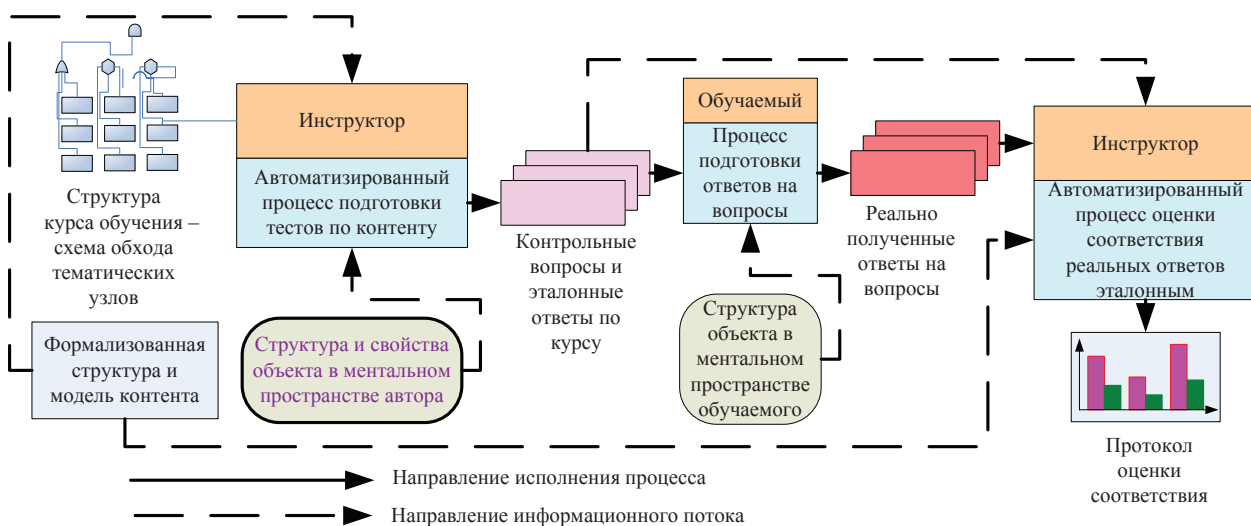 Структура
курса обучения –
схема обхода
тематических
узлов
Формализованная
структура и
модель контента
Инструктор
Автоматизированный
процесс подготовки
тестов по контенту
Структура и свойства
объекта в ментальном
пространстве автора
Контрольные
вопросы и
эталонные
ответы по
курсу
Обучаемый
Процесс
подготовки
ответов на
вопросы
Структура
объекта в
ментальном
пространстве
обучаемого
Реально
полученные
ответы на
вопросы
Инструктор
Автоматизированный
процесс оценки
соответствия
реальных ответов
эталонным
Протокол
оценки
соответствия
Направление исполнения процесса
Направление информационного потока